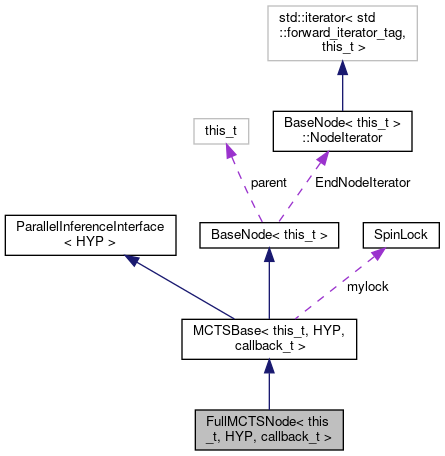 std::iterator< std
::forward_iterator_tag,
this_t >
BaseNode< this_t >
::NodeIterator
this_t
parent
EndNodeIterator
ParallelInferenceInterface
< HYP >
BaseNode< this_t >
SpinLock
mylock
MCTSBase< this_t, HYP,
callback_t >
FullMCTSNode< this
_t, HYP, callback_t >